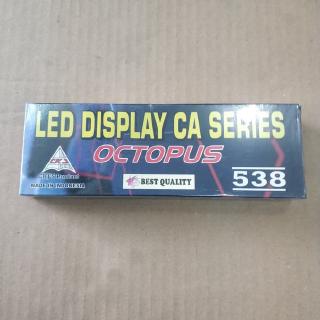 LED DISPLAY CA SERIES
OCTOPUS
MADE IN INDONESIA
BEST QUALITY
538